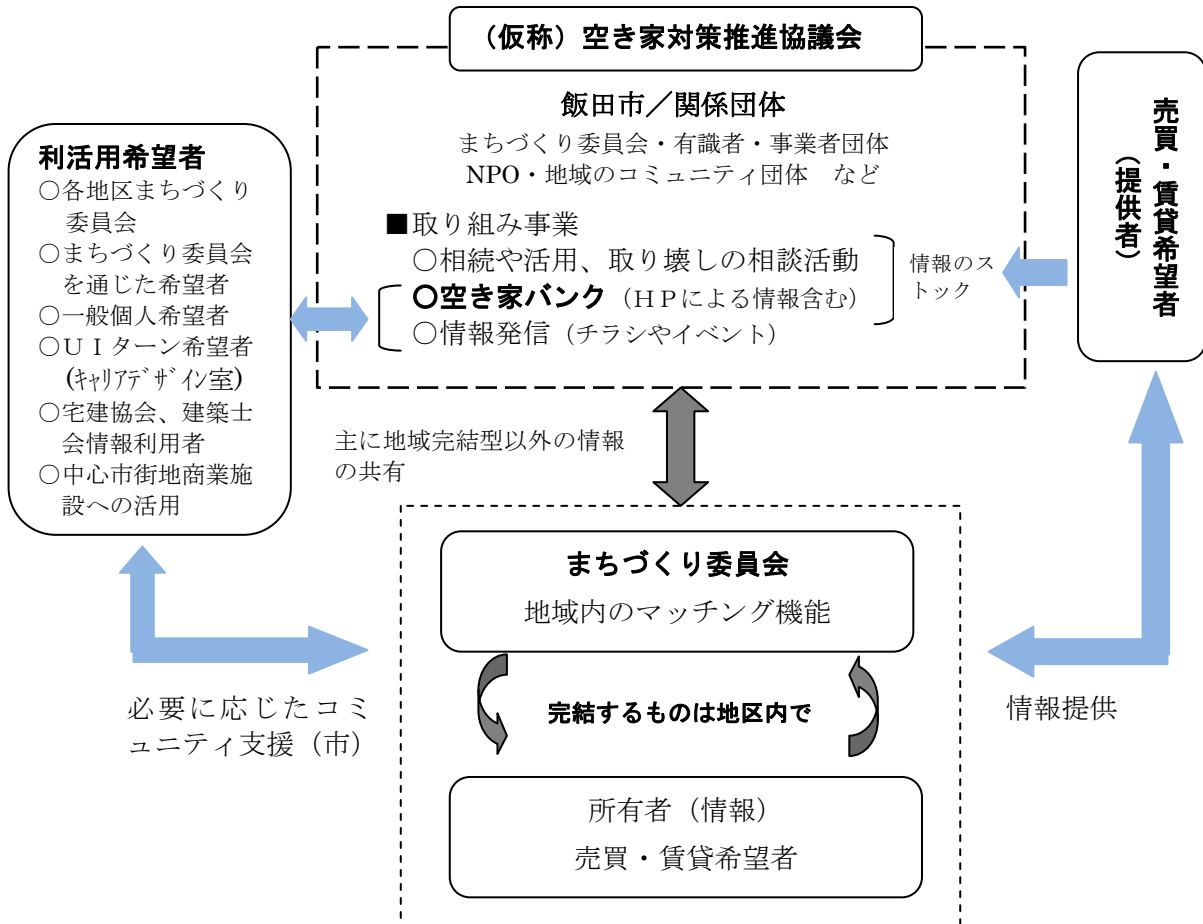 （仮称）空き家対策推進協議会
飯田市／関係団体
まちづくり委員会・有識者・事業者団体
NPO・地域のコミュニティ団体　など
■取り組み事業
○相続や活用、取り壊しの相談活動
○空き家バンク（ＨＰによる情報含む）
○情報発信（チラシやイベント）
情報のス
トック
売買・賃貸希望者
（提供者）
利活用希望者
○各地区まちづくり
委員会
○まちづくり委員会
を通じた希望者
○一般個人希望者
○ＵＩターン希望者
(ｷｬﾘｱﾃﾞｻﾞｲﾝ室)
○宅建協会、建築士
会情報利用者
○中心市街地商業施
設への活用
主に地域完結型以外の情報
の共有
まちづくり委員会
地域内のマッチング機能
完結するものは地区内で
所有者（情報）
売買・賃貸希望者
必要に応じたコミ
ュニティ支援（市）
情報提供